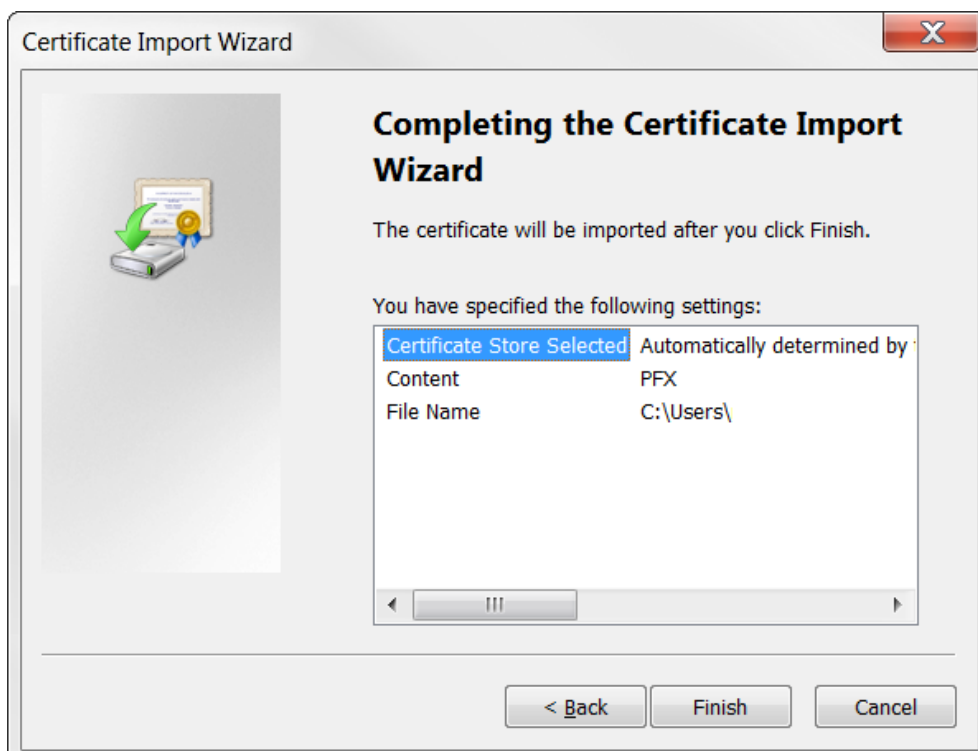 Certificate Import Wizard
Completing the Certificate Import
Wizard
The certificate will be imported after you click Finish.
You have specified the following settings:
Certificate Store Selected Automatically determined by
Content PFX
File Name C:\Users\
< Back Finish Cancel